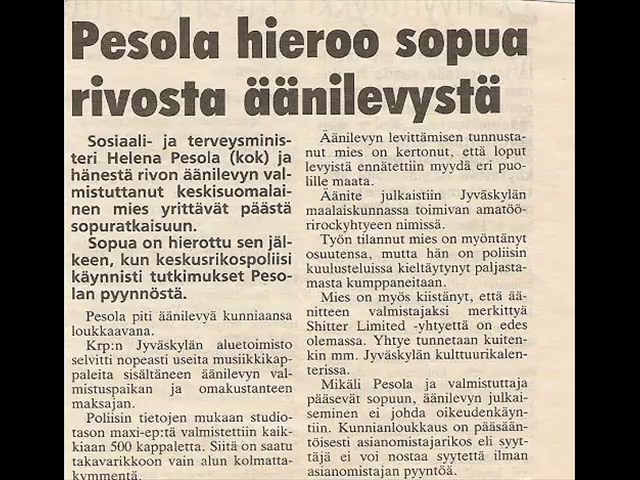 Pesola hieroo sopua
rivosta äänilevystä
Sosiaali- ja terveysminis-
teri Helena Pesola (kok) ja
hänestä rivon äänilevyn val-
mistuttanut keskisuomalai-
nen mies yrittävät päästä
sopuratkaisuun.
Sopua on hierottu sen jäl-
keen, kun keskusrikospoliisi
käynnisti tutkimukset Peso-
lan pyynnöstä.
Pesola piti äänilevyä kunniaansa
loukkaavana.
Krp:n Jyväskylän aluetoimisto
selvitti nopeasti useita musiikkikap-
paleita sisältäneen äänilevyn val-
mistuspaikan ja omakustanteen
maksajan.
Poliisin tietojen mukaan studio-
tason maxi-ep:tä valmistettiin kaik-
kiaan 500 kappaletta. Siitä on saatu
takavarikkoon vain alun kolmatta-
kymmentä.
Äänilevyn levittämisen tunnusta-
nut mies on kertonut, että loput
levyistä ennätettiin myydä eri puo-
lille maata.
Äänite julkaistiin Jyväskylän
maalaiskunnassa toimivan amatöö-
rirockyhtyeen nimissä.
Työn tilannut mies on myöntänyt
osuutensa, mutta hän on poliisin
kuulusteluissa kieltäytynyt paljasta-
masta kumppaneitaan.
Mies on myös kiistänyt, että ää-
nitteen valmistajaksi merkittyä
Shitter Limited -yhtyettä on edes
olemassa. Yhtye tunnetaan kuiten-
kin mm. Jyväskylän kulttuurikalen-
terissa.
Mikäli Pesola ja valmistuttaja
pääsevät sopuun, äänilevyn julkai-
seminen ei johda oikeudenkäyn-
tiin. Kunnianloukkaus on pääsään-
töisesti asianomistajarikos eli syyt-
täjä ei voi nostaa syytettä ilman
asianomistajan pyyntöä.